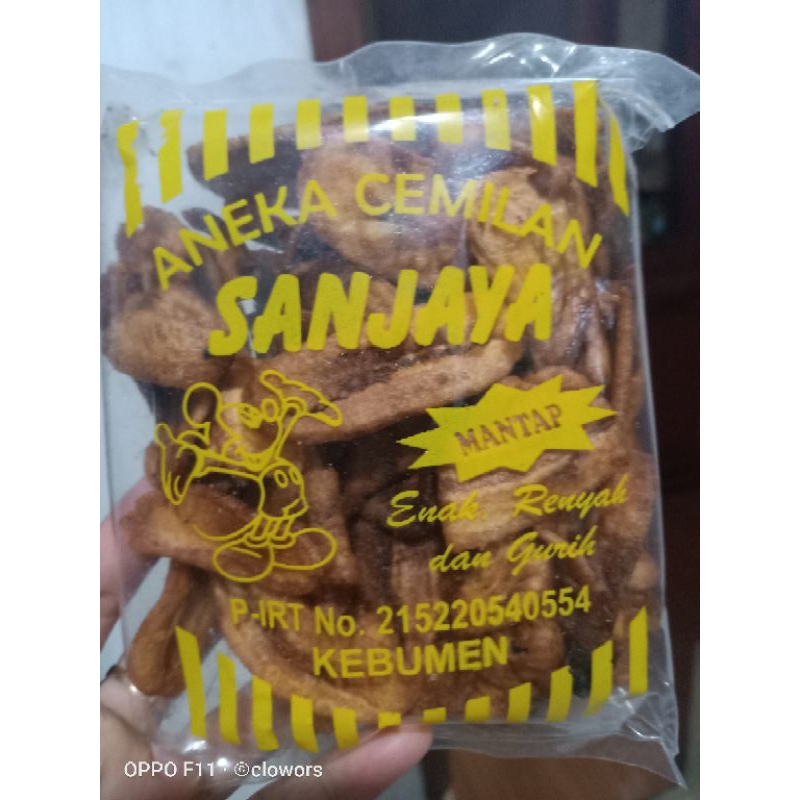 ANEKA CEMILAN
SANJAYA
MANTAP
Enak, Renyah
dan Gurih
P-IRT No. 215220540554
KEBUMEN
OPPO F11 · ©clowors